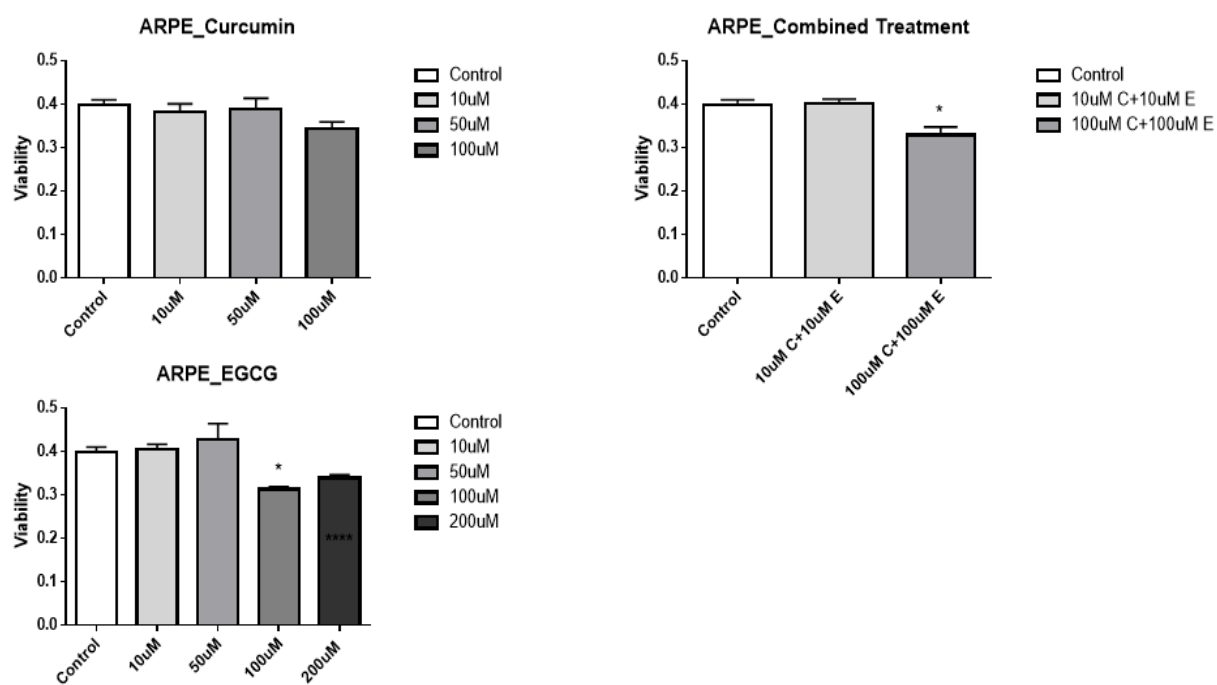 ARPE_Curcumin
0.5
0.4
0.3
0.2
0.1
0.0
Viability
Control
10uM
50uM
100uM
Control
10uM
50uM
100uM
ARPE_Combined Treatment
0.5
0.4
0.3
0.2
0.1
0.0
Viability
*
Control
10uM C+10uM E
100uM C+100uM E
Control
10uM C+10uM E
100uM C+100uM E
ARPE_EGCG
0.5
0.4
0.3
0.2
0.1
0.0
Viability
*
****
Control
10uM
50uM
100uM
200uM
Control
10uM
50uM
100uM
200uM